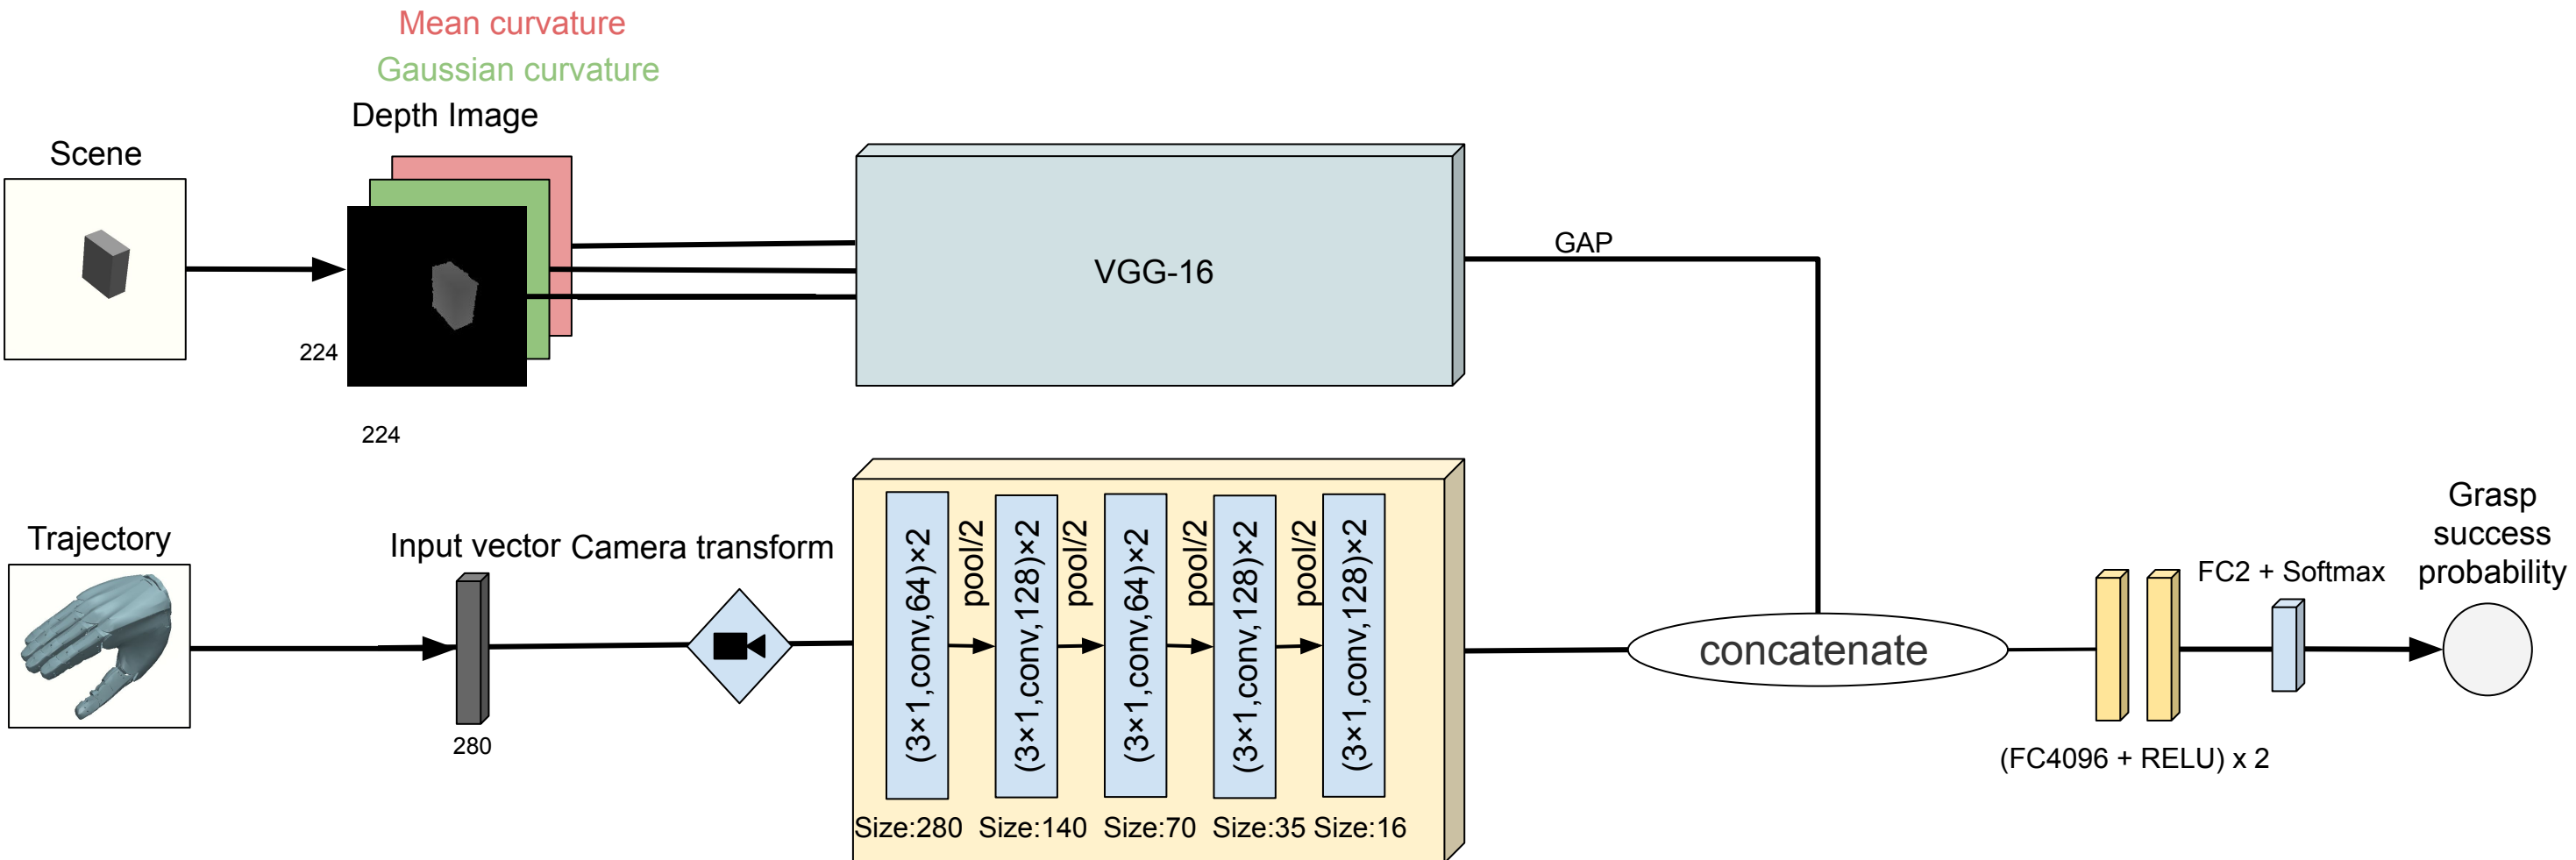 Mean curvature
Gaussian curvature
Depth Image
Scene
224
224
VGG-16
GAP
Trajectory
Input vector
280
Camera transform
(3×1,conv,64)×2
pool/2
(3×1,conv,128)×2
pool/2
(3×1,conv,64)×2
pool/2
(3×1,conv,128)×2
pool/2
(3×1,conv,128)×2
Size:280
Size:140
Size:70
Size:35
Size:16
concatenate
(FC4096 + RELU) x 2
FC2 + Softmax
Grasp
success
probability